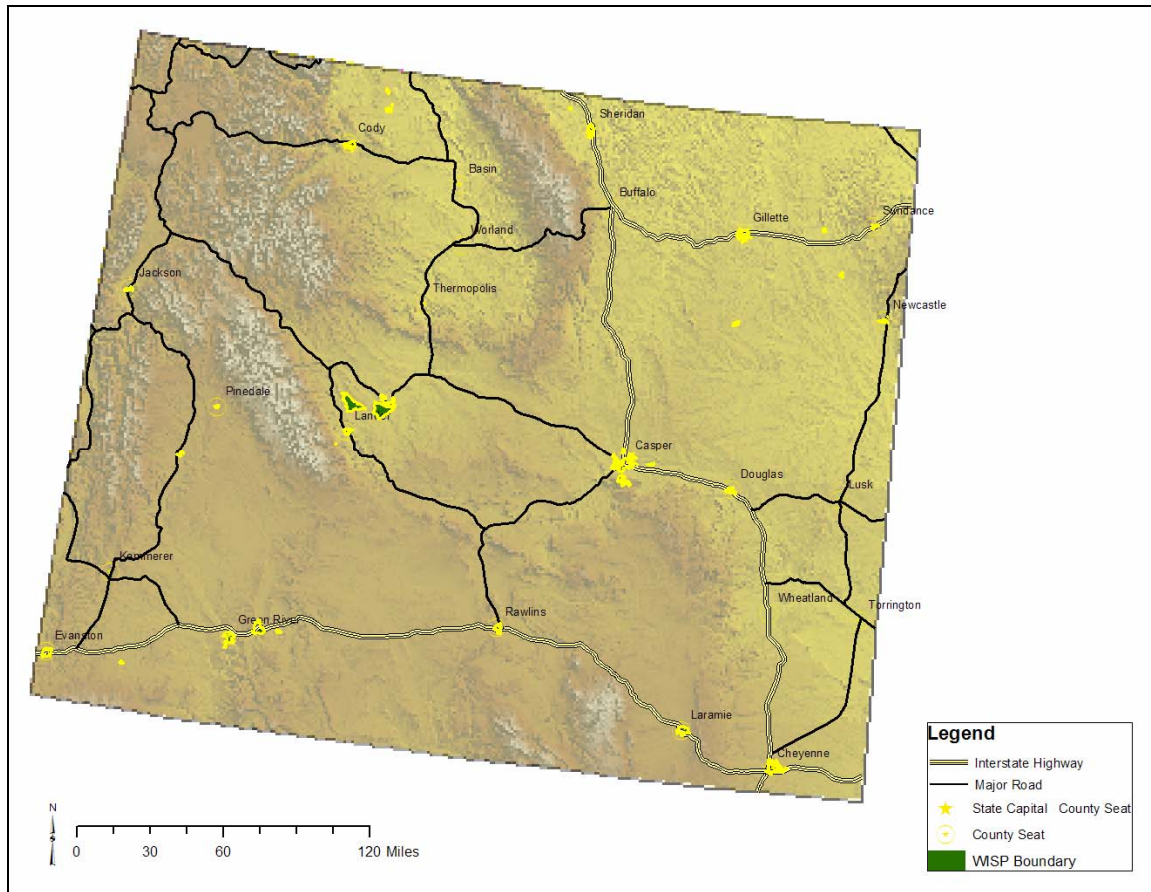 Sheridan
Cody
Basin
Buffalo
Gillette
Sundance
Worland
Jackson
Thermopolis
Newcastle
Pinedale
Casper
Douglas
Lusk
Kemmerer
Wheatland
Torrington
Rawlins
Green River
Evanston
Laramie
Cheyenne
Legend
Interstate Highway
Major Road
State Capital County Seat
County Seat
WISP Boundary
N
S
0 30 60 120 Miles